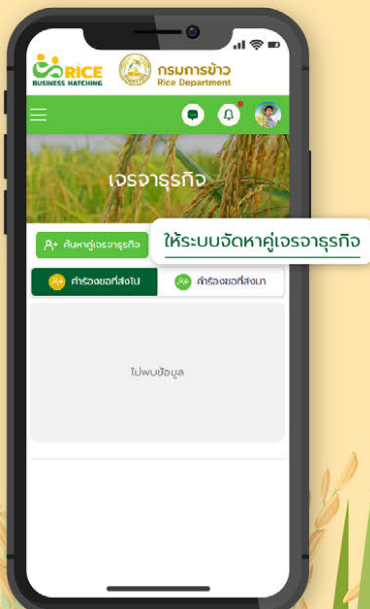 RICE
BUSINESS MATCHING
กรมการข้าว
Rice Department
เจรจาธุรกิจ
ค้นหาคู่เจรจาธุรกิจ
ให้ระบบจัดหาคู่เจรจาธุรกิจ
คำร้องขอที่ส่งไป
คำร้องขอที่ส่งมา
ไม่พบข้อมูล